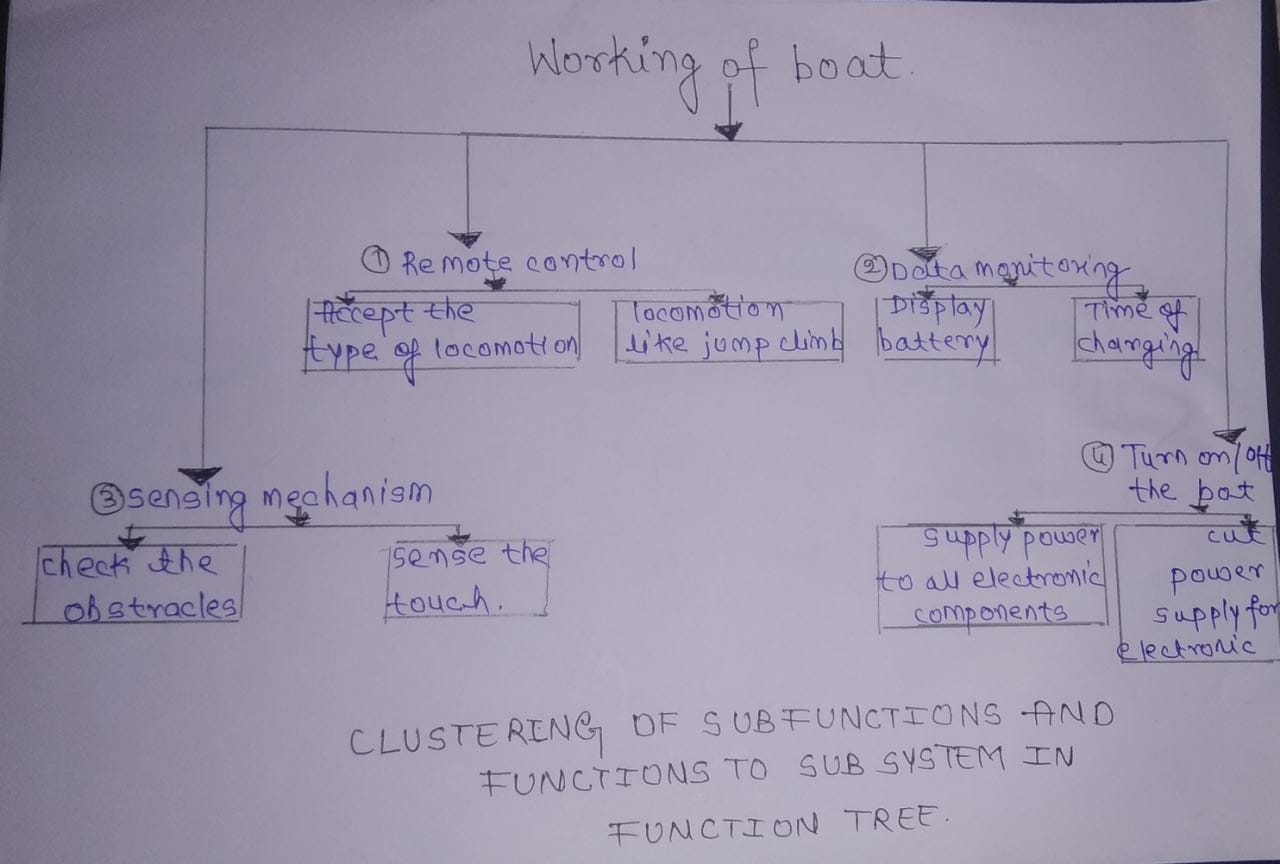 Working of boat.
① Remote control
Accept the
type of locomotion
locomotion
like jump climb
② Data monitoring
Display
battery
Time of
charging
③ sensing mechanism
check the
obstracles
sense the
touch.
④ Turn on/off
the bot
supply power
to all electronic
components
cut
power
supply for
electronic
CLUSTERING OF SUBFUNCTIONS AND
FUNCTIONS TO SUB SYSTEM IN
FUNCTION TREE.